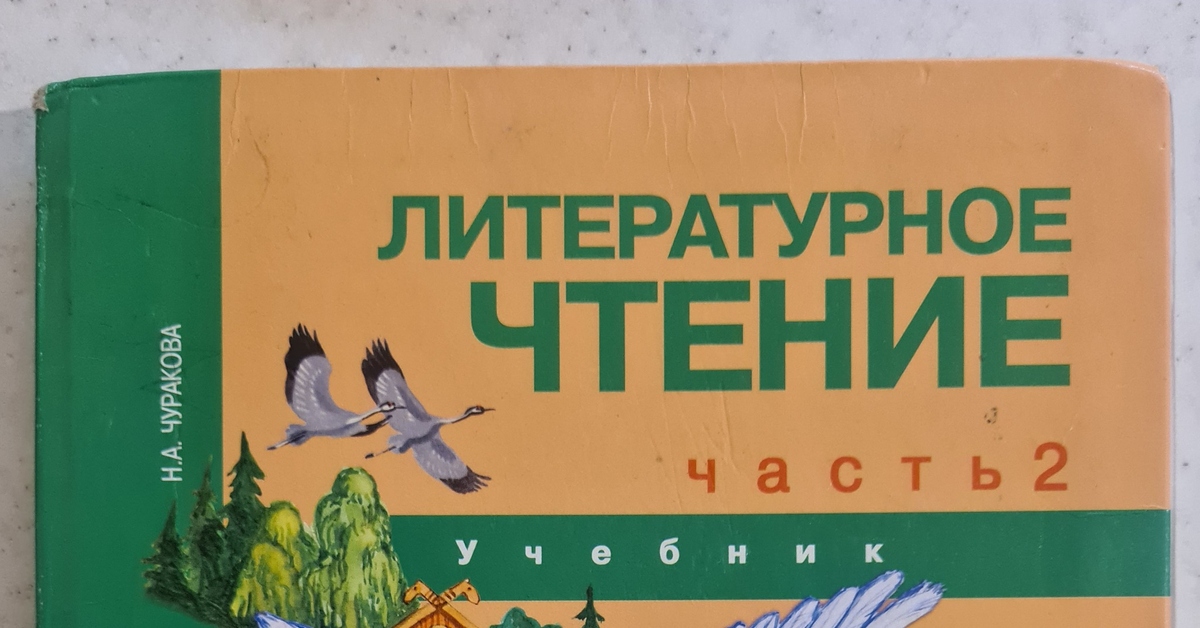 ЛИТЕРАТУРНОЕ
ЧТЕНИЕ
Н.А. ЧУРАКОВА
часть 2
Учебник